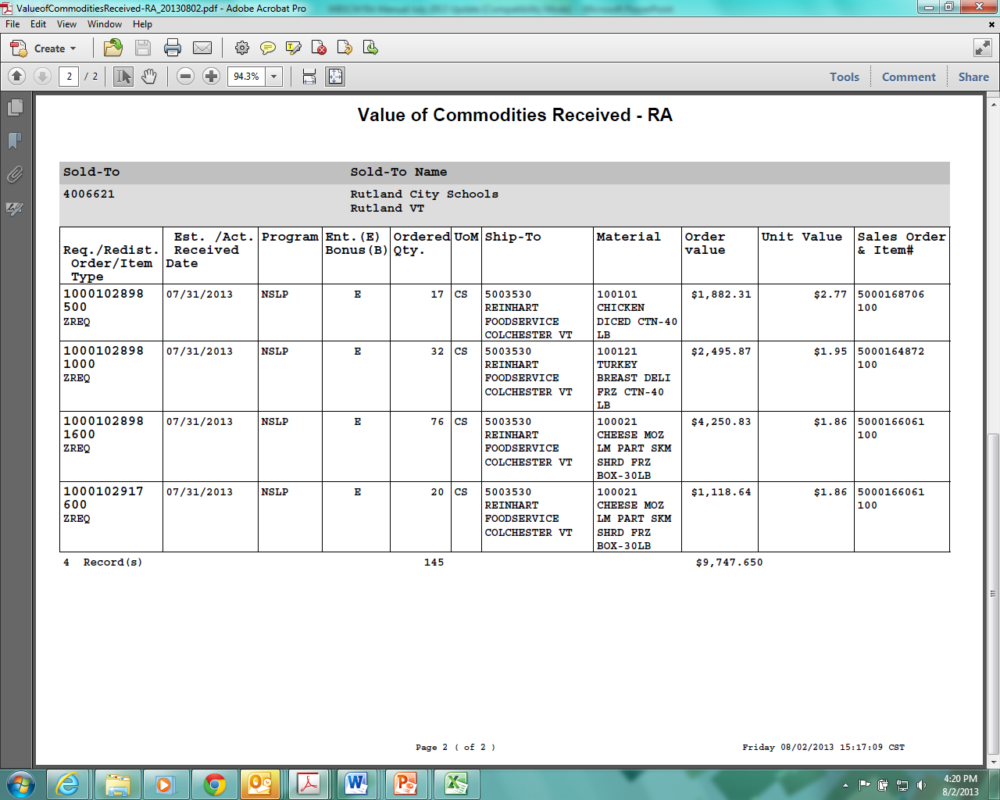 ValueofCommoditiesReceived-RA_20130802.pdf - Adobe Acrobat Pro
File Edit View Window Help
Create
2 / 2 94.3% Tools Comment Share
Value of Commodities Received - RA
Sold-To Sold-To Name
4006621 Rutland City Schools
Rutland VT
Est. /Act. Program Ent.(E) Ordered UoM Ship-To Material Order Unit Value Sales Order
Req./Redist. Received Bonus(B) Qty. value & Item#
Order/Item Date
Type
1000102898 07/31/2013 NSLP E 17 CS 5003530 100101 $1,882.31 $2.77 5000168706
500 REINHART CHICKEN 100
ZREQ FOODSERVICE DICED CTN-40
COLCHESTER VT LB
1000102898 07/31/2013 NSLP E 32 CS 5003530 100121 $2,495.87 $1.95 5000164872
1000 REINHART TURKEY 100
ZREQ FOODSERVICE BREAST DELI
COLCHESTER VT FRZ CTN-40
LB
1000102898 07/31/2013 NSLP E 76 CS 5003530 100021 $4,250.83 $1.86 5000166061
1600 REINHART CHEESE MOZ 100
ZREQ FOODSERVICE LM PART SKM
COLCHESTER VT SHRD FRZ
BOX-30LB
1000102917 07/31/2013 NSLP E 20 CS 5003530 100021 $1,118.64 $1.86 5000166061
600 REINHART CHEESE MOZ 100
ZREQ FOODSERVICE LM PART SKM
COLCHESTER VT SHRD FRZ
BOX-30LB
4 Record(s) 145 $9,747.650
Page 2 ( of 2 ) Friday 08/02/2013 15:17:09 CST
4:20 PM
8/2/2013